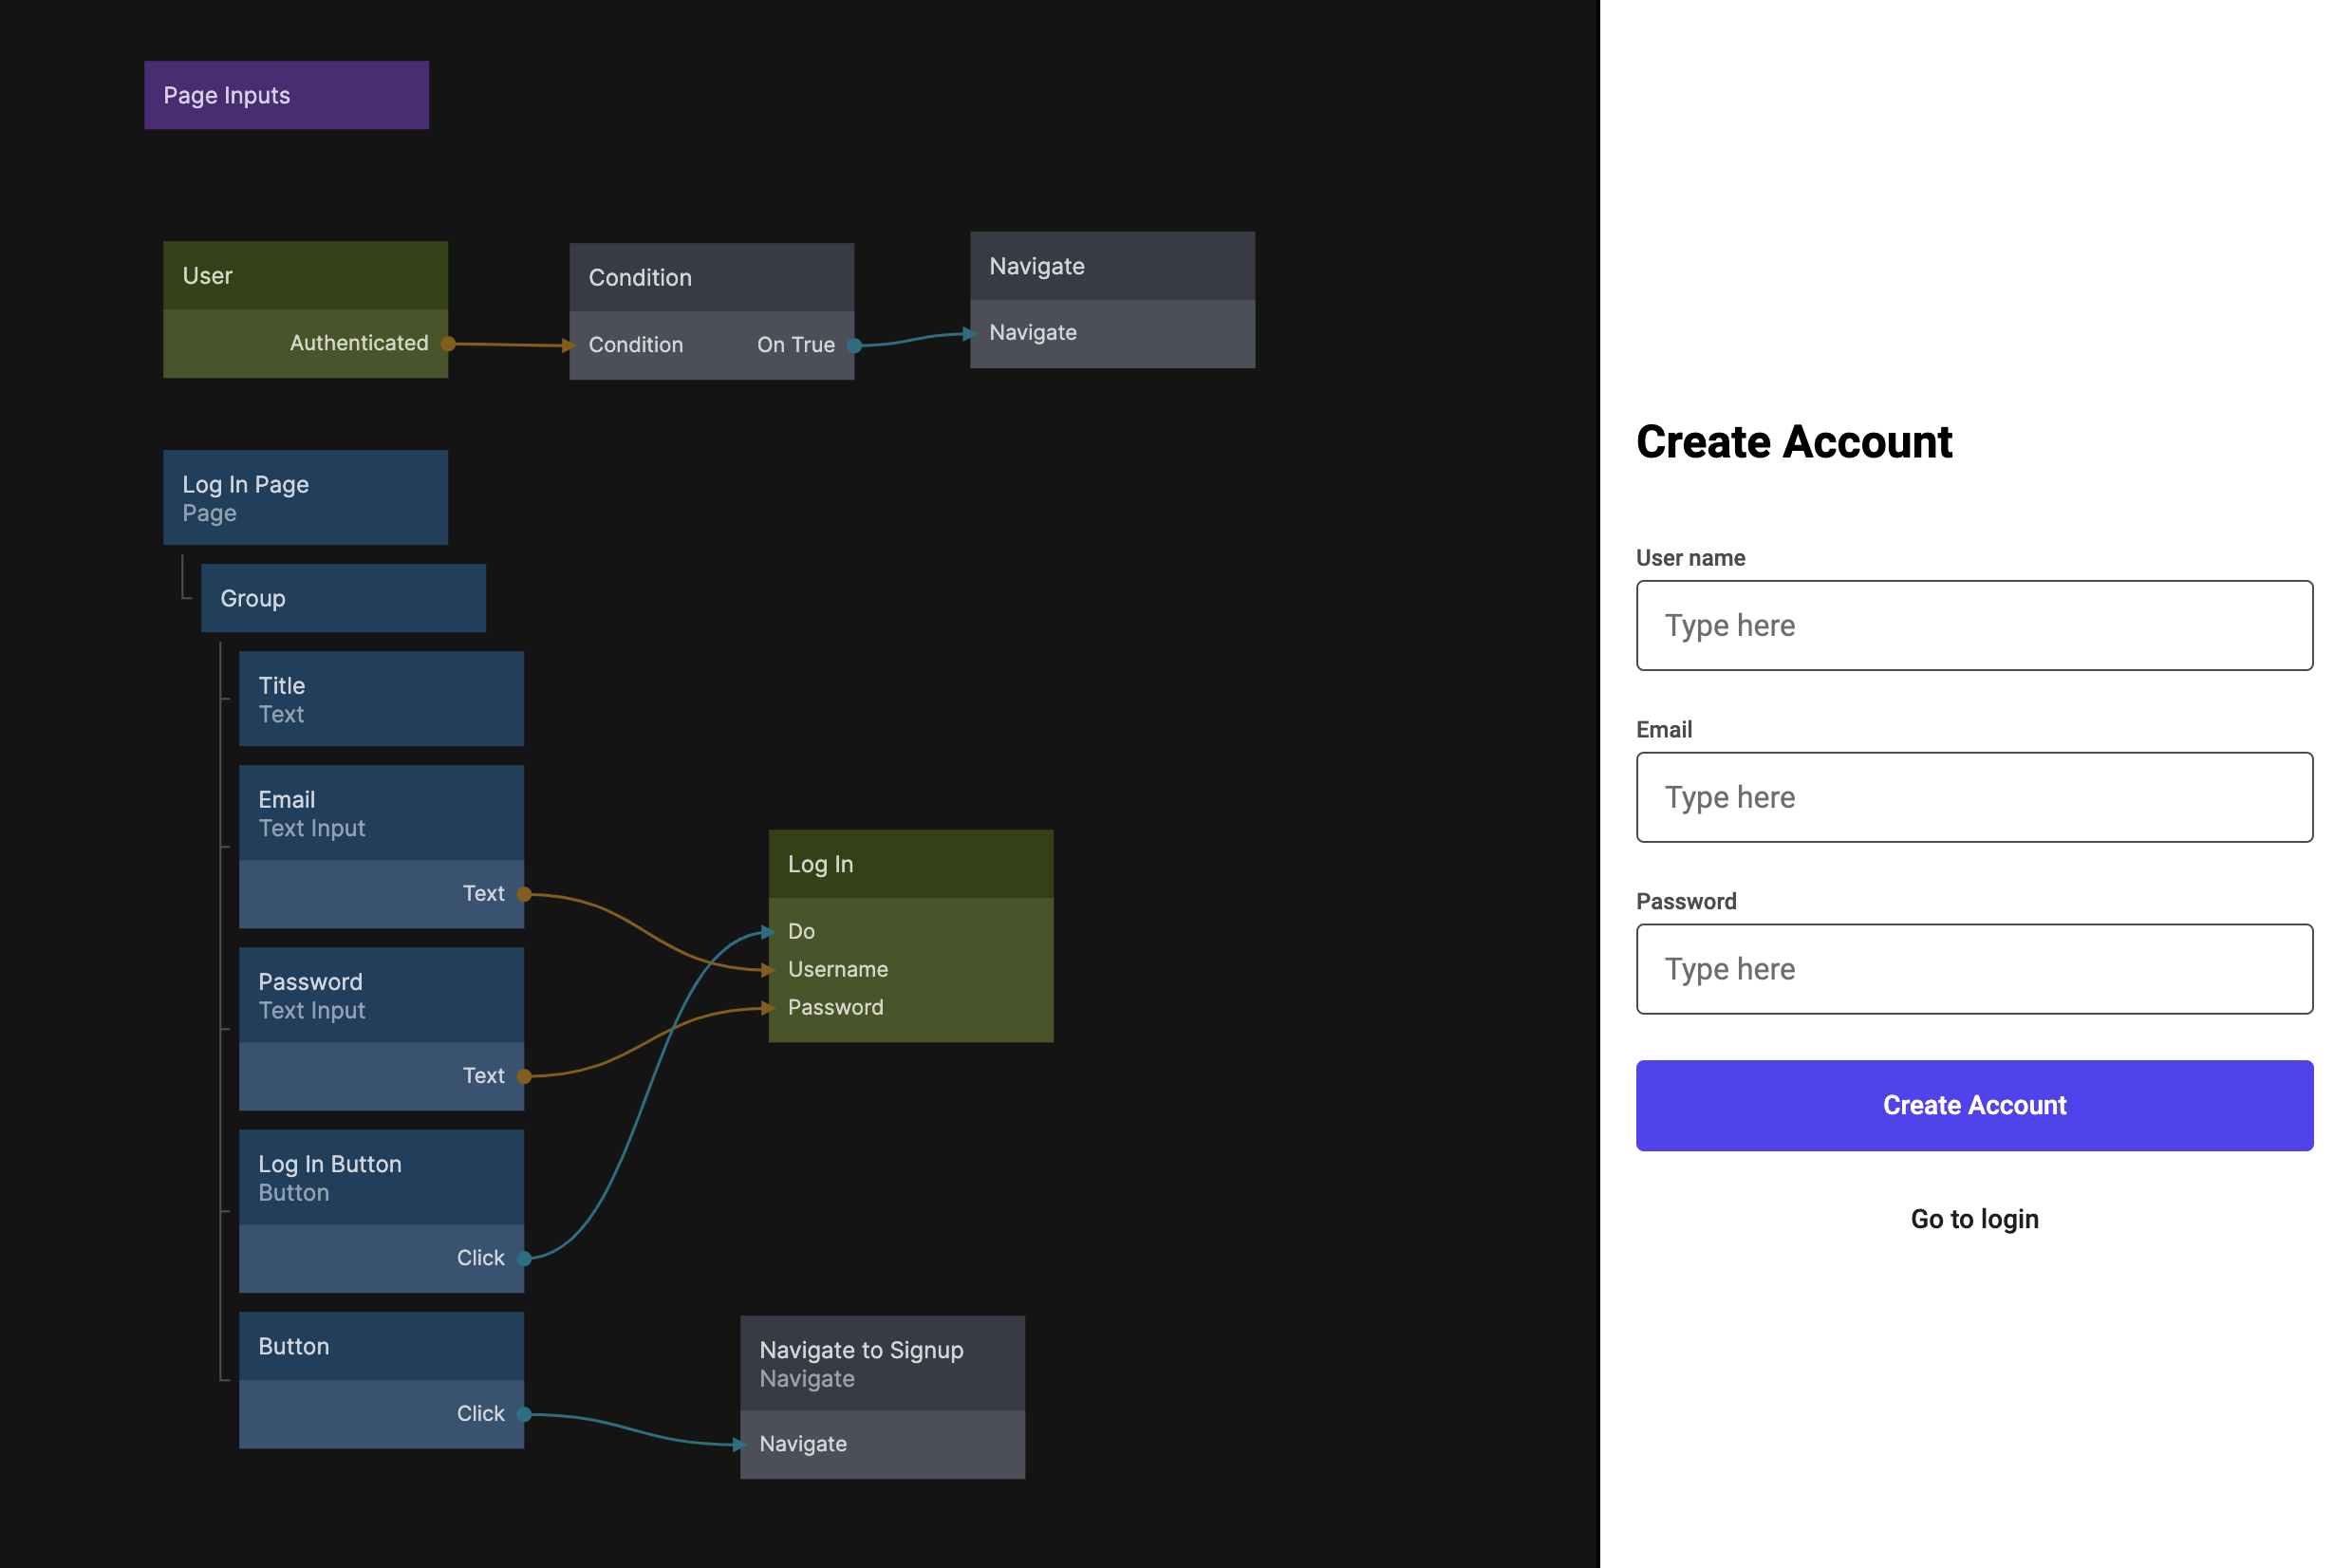 Page Inputs
User
Authenticated
Condition
Condition On True
Navigate
Navigate
Log In Page
Page
Group
Title
Text
Email
Text Input
Text
Password
Text Input
Text
Log In Button
Button
Click
Button
Click
Log In
Do
Username
Password
Navigate to Signup
Navigate
Navigate
Create Account
User name
Type here
Email
Type here
Password
Type here
Create Account
Go to login